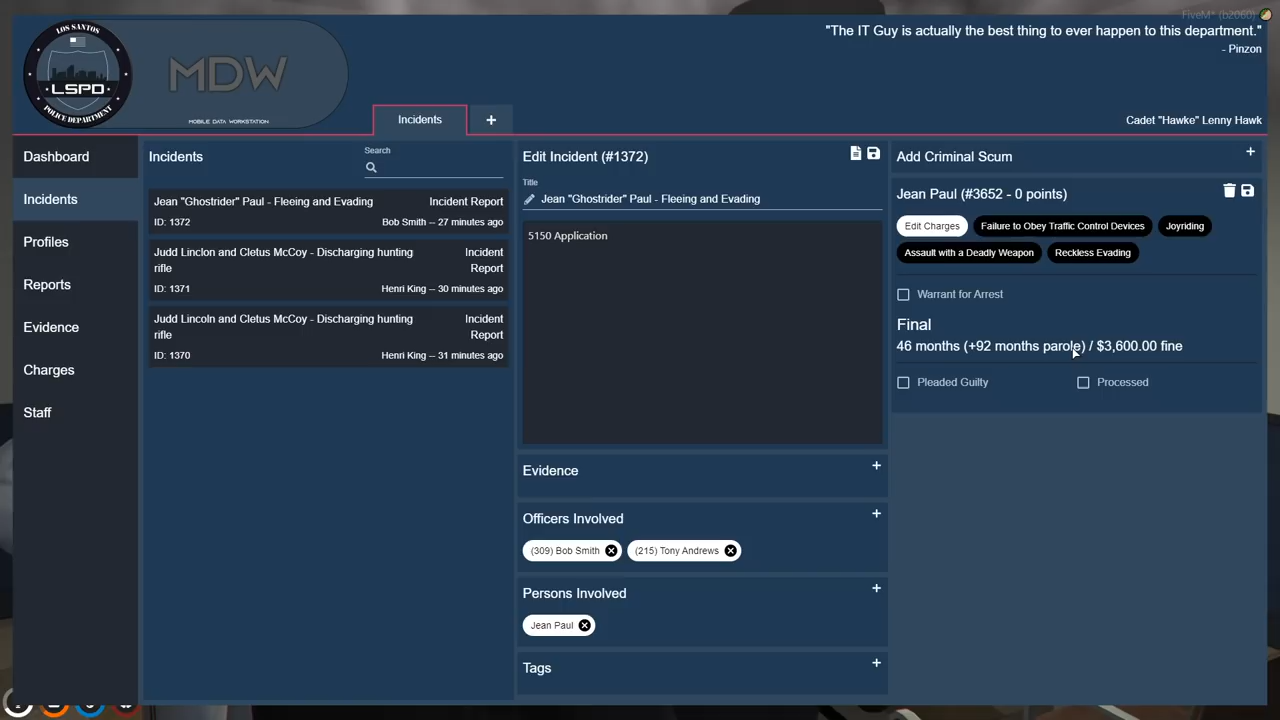 FiveM* (b2060)
"The IT Guy is actually the best thing to ever happen to this department."
- Pinzon
LOS SANTOS
LSPD
POLICE DEPARTMENT
MDW
MOBILE DATA WORKSTATION
Incidents
Cadet "Hawke" Lenny Hawk
Dashboard
Incidents
Profiles
Reports
Evidence
Charges
Staff
Incidents
Search
Jean "Ghostrider" Paul - Fleeing and Evading
Incident Report
ID: 1372
Bob Smith -- 27 minutes ago
Judd Linclon and Cletus McCoy - Discharging hunting
rifle
Incident
Report
ID: 1371
Henri King -- 30 minutes ago
Judd Lincoln and Cletus McCoy - Discharging hunting
rifle
Incident
Report
ID: 1370
Henri King -- 31 minutes ago
Edit Incident (#1372)
Title
Jean "Ghostrider" Paul - Fleeing and Evading
5150 Application
Evidence
Officers Involved
(309) Bob Smith
(215) Tony Andrews
Persons Involved
Jean Paul
Tags
Add Criminal Scum
Jean Paul (#3652 - 0 points)
Edit Charges
Failure to Obey Traffic Control Devices
Joyriding
Assault with a Deadly Weapon
Reckless Evading
Warrant for Arrest
Final
46 months (+92 months parole) / $3,600.00 fine
Pleaded Guilty
Processed